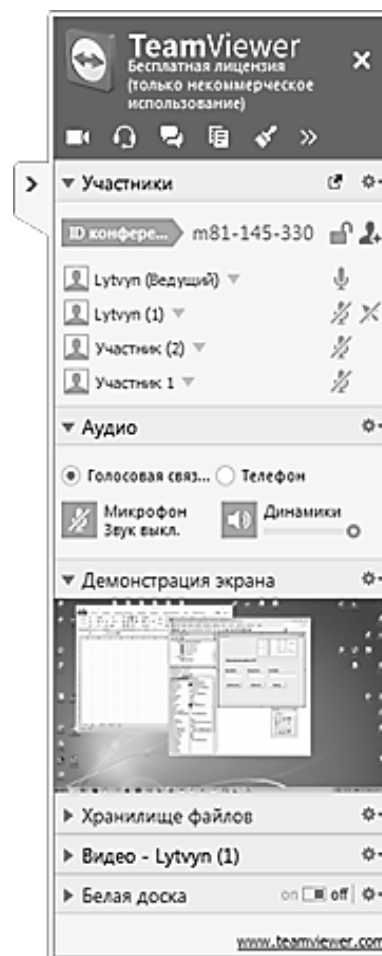 TeamViewer
Бесплатная лицензия
(только некоммерческое
использование)
Участники
ID конфере... m81-145-330
Lytvyn (Ведущий)
Lytvyn (1)
Участник (2)
Участник 1
Аудио
Голосовая связ... Телефон
Микрофон Динамики
Звук выкл.
Демонстрация экрана
Хранилище файлов
Видео - Lytvyn (1)
Белая доска on off
www.teamviewer.com